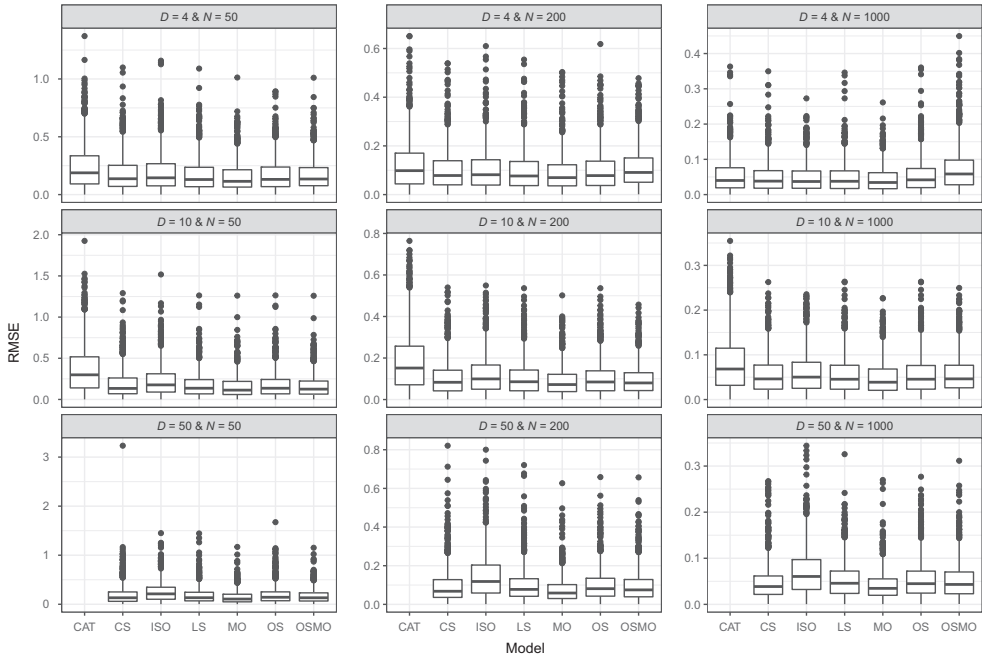 D = 4 & N = 50
D = 4 & N = 200
D = 4 & N = 1000
1.0
0.5
0.0
0.6
0.4
0.2
0.0
0.4
0.3
0.2
0.1
0.0
D = 10 & N = 50
D = 10 & N = 200
D = 10 & N = 1000
2.0
1.5
1.0
0.5
0.0
0.8
0.6
0.4
0.2
0.0
0.3
0.2
0.1
0.0
RMSE
D = 50 & N = 50
D = 50 & N = 200
D = 50 & N = 1000
3
2
1
0
0.8
0.6
0.4
0.2
0.0
0.3
0.2
0.1
0.0
CAT CS ISO LS MO OS OSMO
CAT CS ISO LS MO OS OSMO
CAT CS ISO LS MO OS OSMO
Model